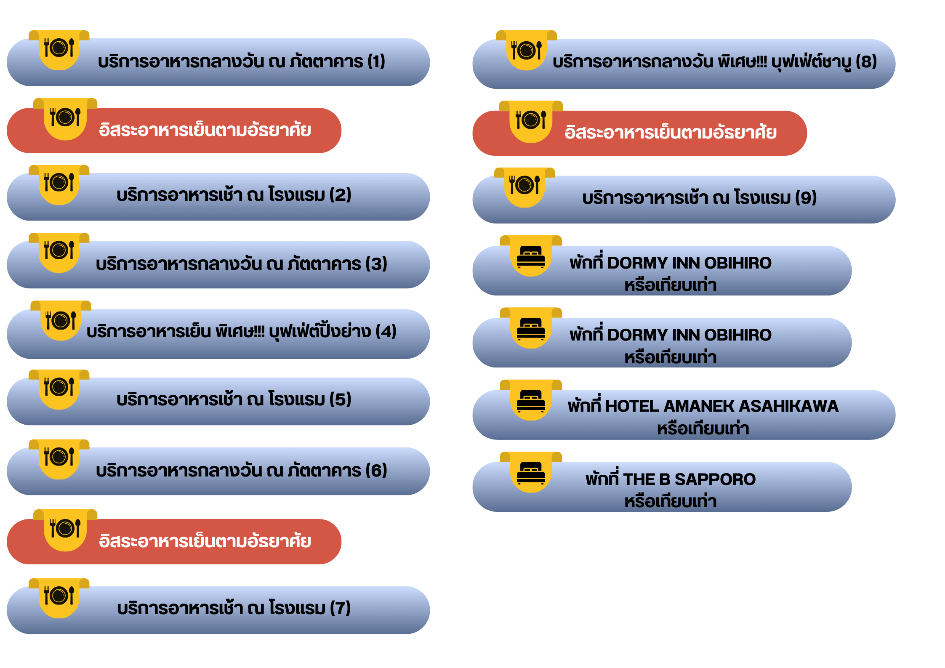 บริการอาหารกลางวัน ณ ภัตตาคาร (1)
อิสระอาหารเย็นตามอัธยาศัย
บริการอาหารเช้า ณ โรงแรม (2)
บริการอาหารกลางวัน ณ ภัตตาคาร (3)
บริการอาหารเย็น พิเศษ!!! บุฟเฟ่ต์ปิ้งย่าง (4)
บริการอาหารเช้า ณ โรงแรม (5)
บริการอาหารกลางวัน ณ ภัตตาคาร (6)
อิสระอาหารเย็นตามอัธยาศัย
บริการอาหารเช้า ณ โรงแรม (7)
บริการอาหารกลางวัน พิเศษ!!! บุฟเฟ่ต์ชาบู (8)
อิสระอาหารเย็นตามอัธยาศัย
บริการอาหารเช้า ณ โรงแรม (9)
พักที่ DORMY INN OBIHIRO
หรือเทียบเท่า
พักที่ DORMY INN OBIHIRO
หรือเทียบเท่า
พักที่ HOTEL AMANEK ASAHIKAWA
หรือเทียบเท่า
พักที่ THE B SAPPORO
หรือเทียบเท่า